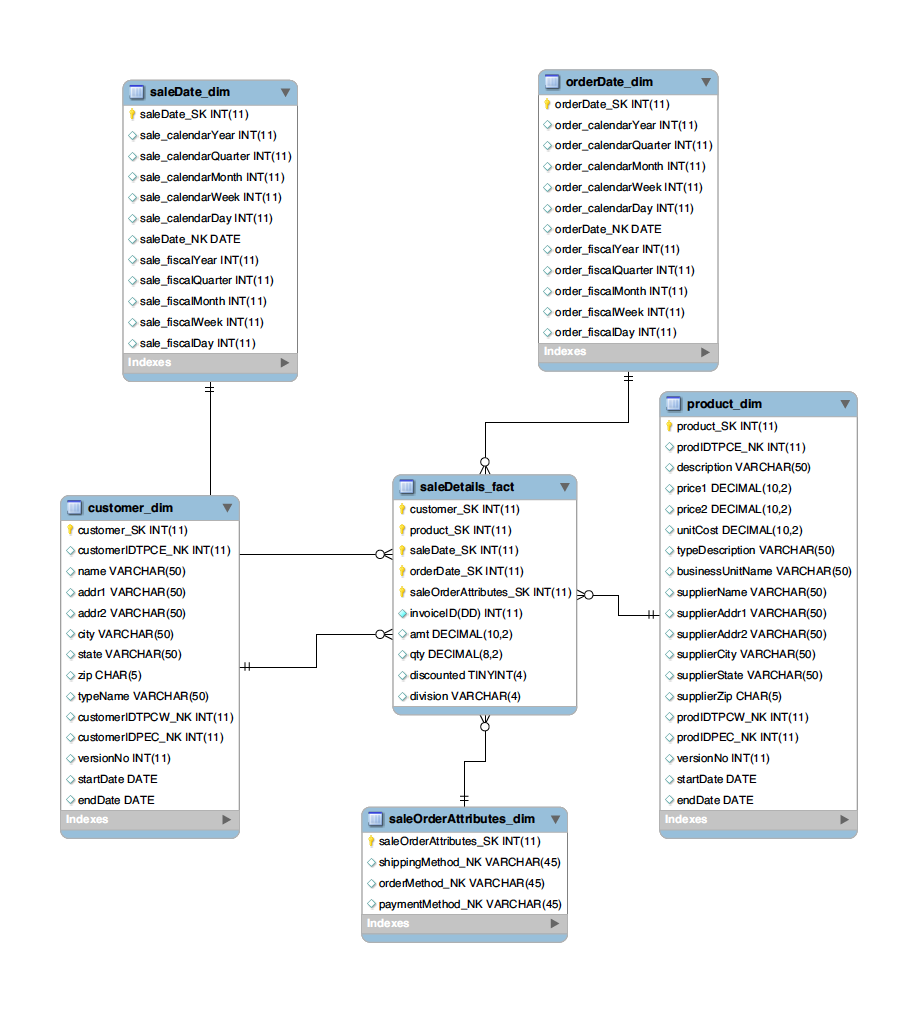 saleDate_dim
saleDate_SK INT(11)
sale_calendarYear INT(11)
sale_calendarQuarter INT(11)
sale_calendarMonth INT(11)
sale_calendarWeek INT(11)
sale_calendarDay INT(11)
saleDate_NK DATE
sale_fiscalYear INT(11)
sale_fiscalQuarter INT(11)
sale_fiscalMonth INT(11)
sale_fiscalWeek INT(11)
sale_fiscalDay INT(11)
Indexes
orderDate_dim
orderDate_SK INT(11)
order_calendarYear INT(11)
order_calendarQuarter INT(11)
order_calendarMonth INT(11)
order_calendarWeek INT(11)
order_calendarDay INT(11)
orderDate_NK DATE
order_fiscalYear INT(11)
order_fiscalQuarter INT(11)
order_fiscalMonth INT(11)
order_fiscalWeek INT(11)
order_fiscalDay INT(11)
Indexes
customer_dim
customer_SK INT(11)
customerIDTPCE_NK INT(11)
name VARCHAR(50)
addr1 VARCHAR(50)
addr2 VARCHAR(50)
city VARCHAR(50)
state VARCHAR(50)
zip CHAR(5)
typeName VARCHAR(50)
customerIDTPCW_NK INT(11)
customerIDPEC_NK INT(11)
versionNo INT(11)
startDate DATE
endDate DATE
Indexes
saleDetails_fact
customer_SK INT(11)
product_SK INT(11)
saleDate_SK INT(11)
orderDate_SK INT(11)
saleOrderAttributes_SK INT(11)
invoiceID(DD) INT(11)
amt DECIMAL(10,2)
qty DECIMAL(8,2)
discounted TINYINT(4)
division VARCHAR(4)
product_dim
product_SK INT(11)
prodIDTPCE_NK INT(11)
description VARCHAR(50)
price1 DECIMAL(10,2)
price2 DECIMAL(10,2)
unitCost DECIMAL(10,2)
typeDescription VARCHAR(50)
businessUnitName VARCHAR(50)
supplierName VARCHAR(50)
supplierAddr1 VARCHAR(50)
supplierAddr2 VARCHAR(50)
supplierCity VARCHAR(50)
supplierState VARCHAR(50)
supplierZip CHAR(5)
prodIDTPCW_NK INT(11)
prodIDPEC_NK INT(11)
versionNo INT(11)
startDate DATE
endDate DATE
Indexes
saleOrderAttributes_dim
saleOrderAttributes_SK INT(11)
shippingMethod_NK VARCHAR(45)
orderMethod_NK VARCHAR(45)
paymentMethod_NK VARCHAR(45)
Indexes